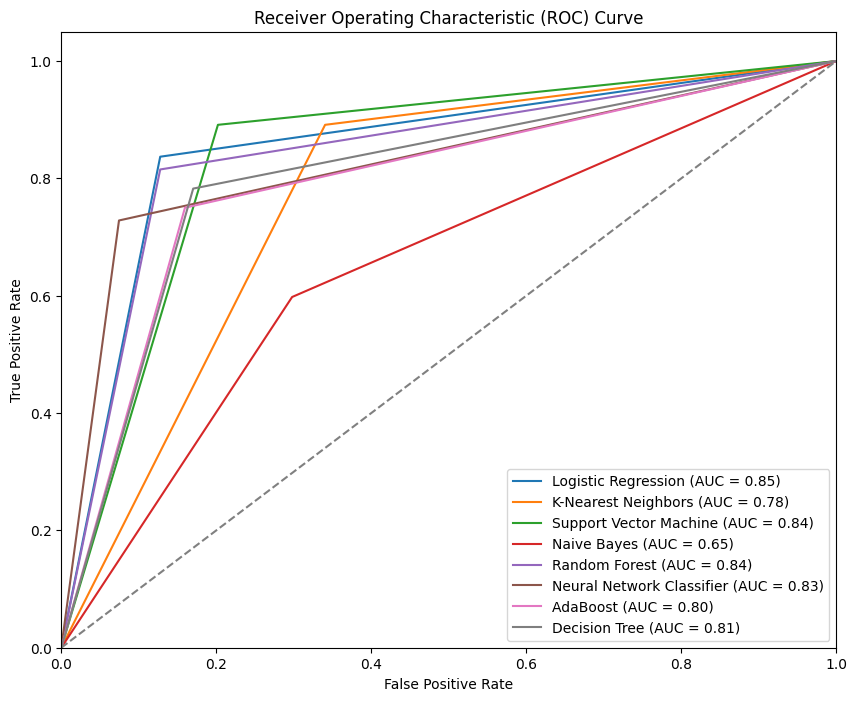 Receiver Operating Characteristic (ROC) Curve
True Positive Rate
1.0
0.8
0.6
0.4
0.2
0.0
Logistic Regression (AUC = 0.85)
K-Nearest Neighbors (AUC = 0.78)
Support Vector Machine (AUC = 0.84)
Naive Bayes (AUC = 0.65)
Random Forest (AUC = 0.84)
Neural Network Classifier (AUC = 0.83)
AdaBoost (AUC = 0.80)
Decision Tree (AUC = 0.81)
0.0 0.2 0.4 0.6 0.8 1.0
False Positive Rate